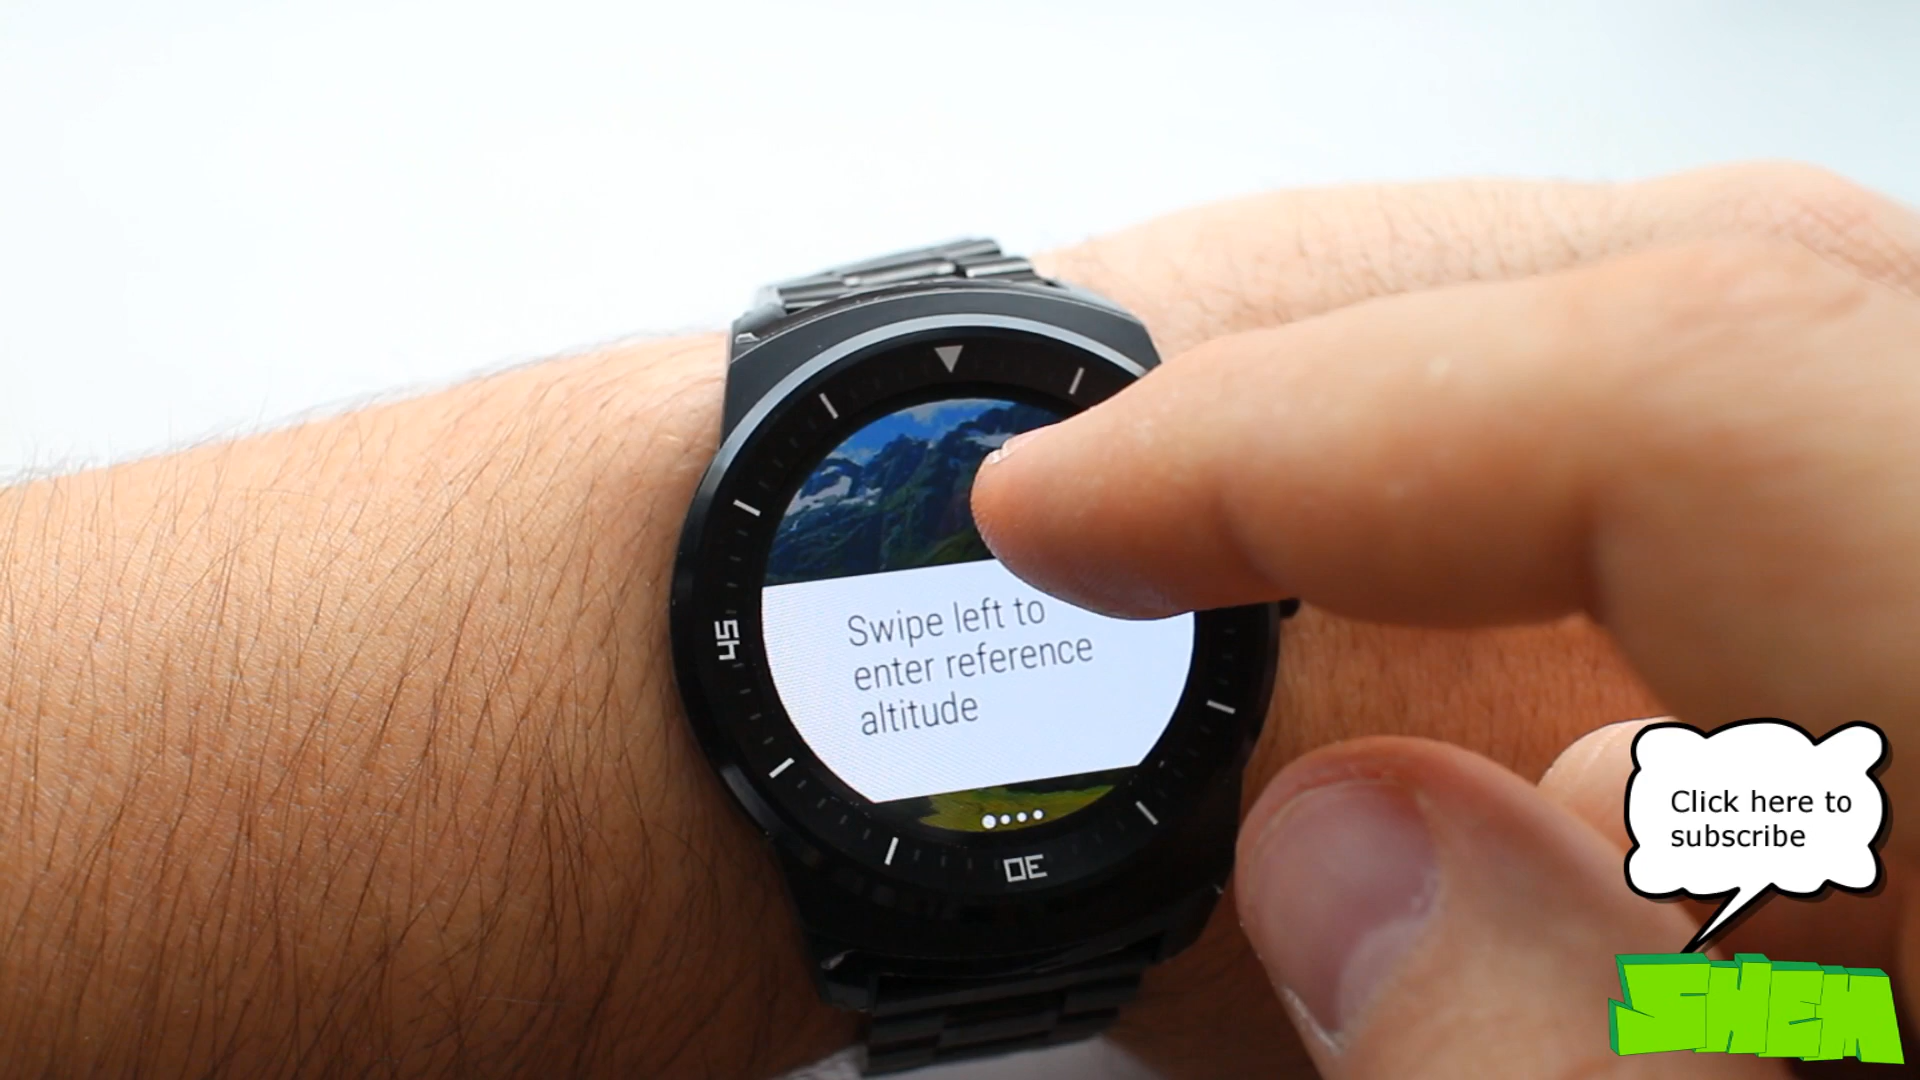 45
Swipe left to
enter reference
altitude
30
Click here to
subscribe
SHEM